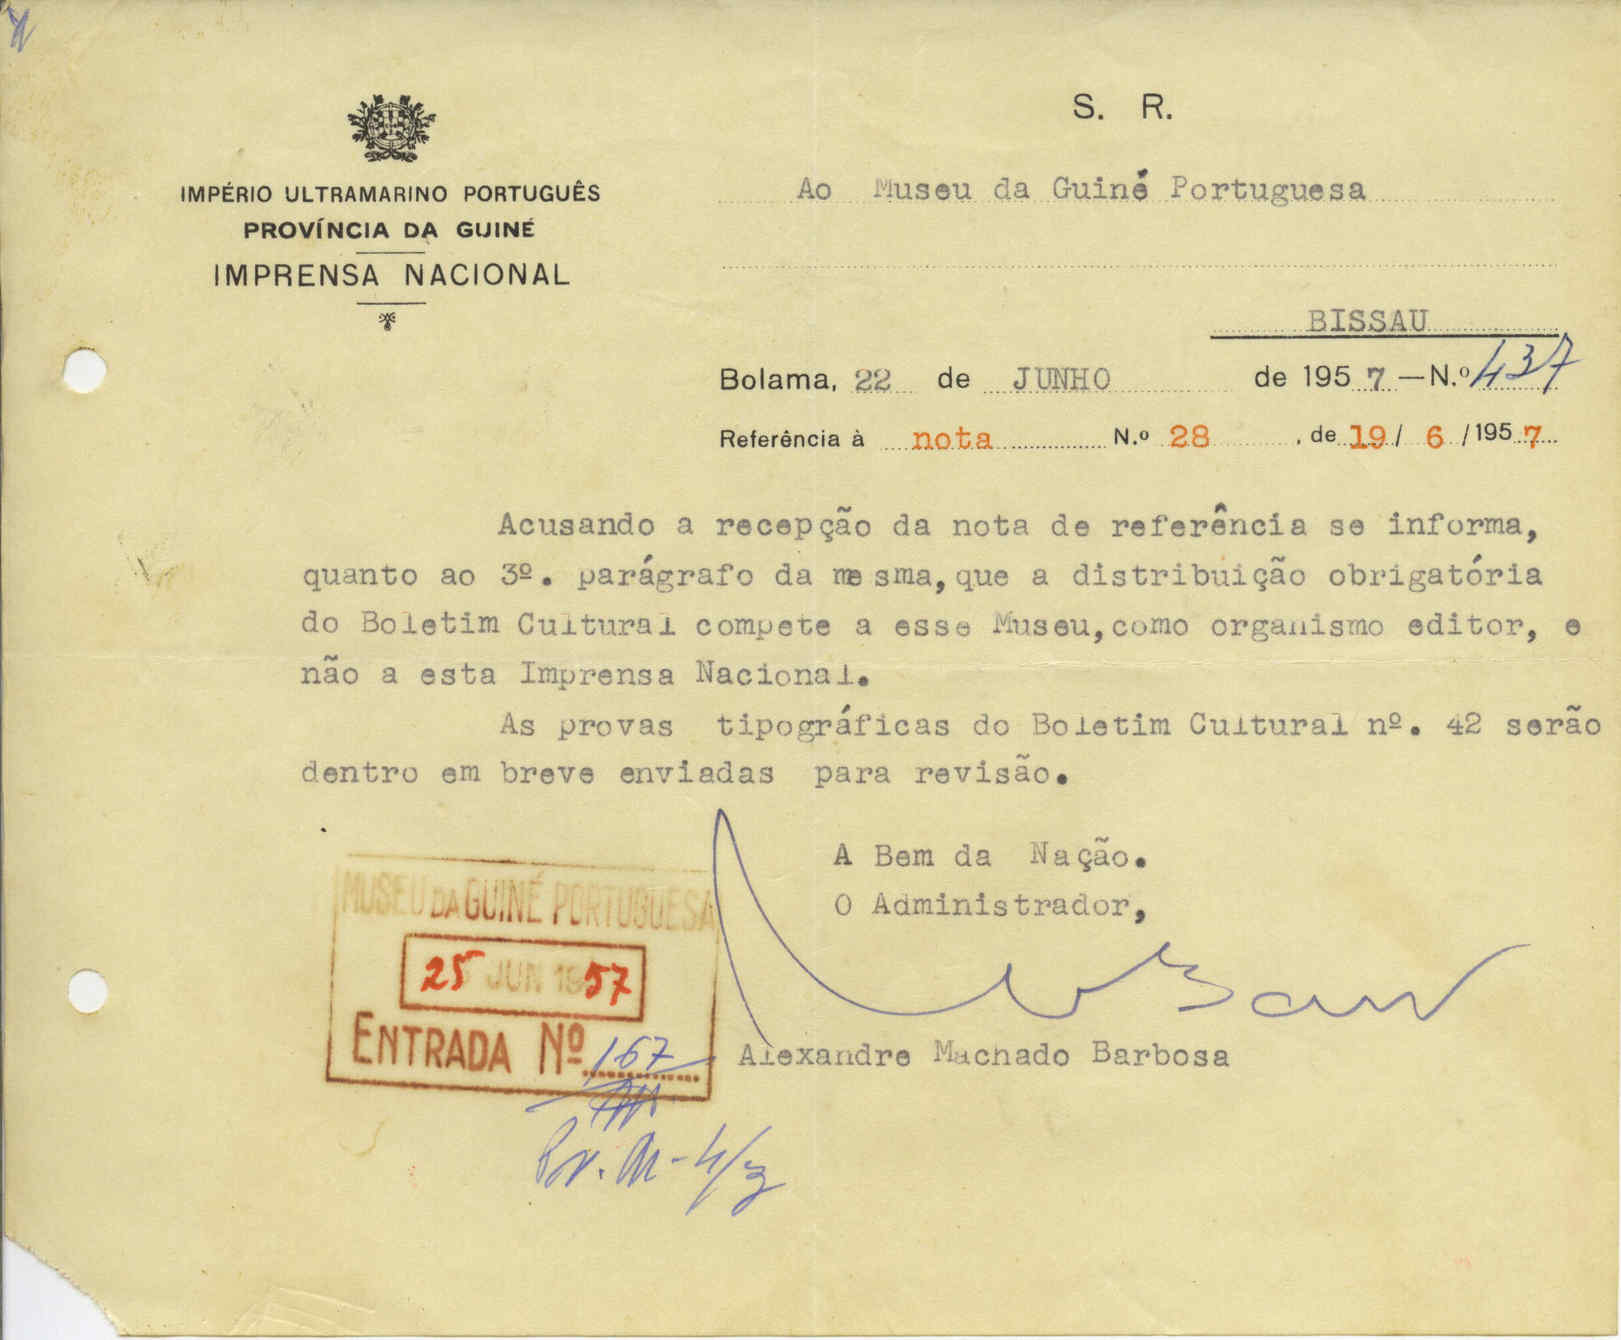 S. R.
IMPÉRIO ULTRAMARINO PORTUGUÊS
PROVÍNCIA DA GUINÉ
IMPRENSA NACIONAL
Ao Museu da Guiné Portuguesa
BISSAU
Bolama, 22 de JUNHO de 1957 — N.º 437
Referência à nota N.º 28, de 19/ 6 /1957
Acusando a recepção da nota de referência se informa,
quanto ao 3º. parágrafo da mesma, que a distribuição obrigatória
do Boletim Cultural compete a esse Museu, como organismo editor, e
não a esta Imprensa Nacional.
As provas tipográficas do Boletim Cultural nº. 42 serão
dentro em breve enviadas para revisão.
A Bem da Nação.
O Administrador,
Alexandre Machado Barbosa
MUSEU DA GUINÉ PORTUGUESA
25 JUN 1957
ENTRADA Nº 167